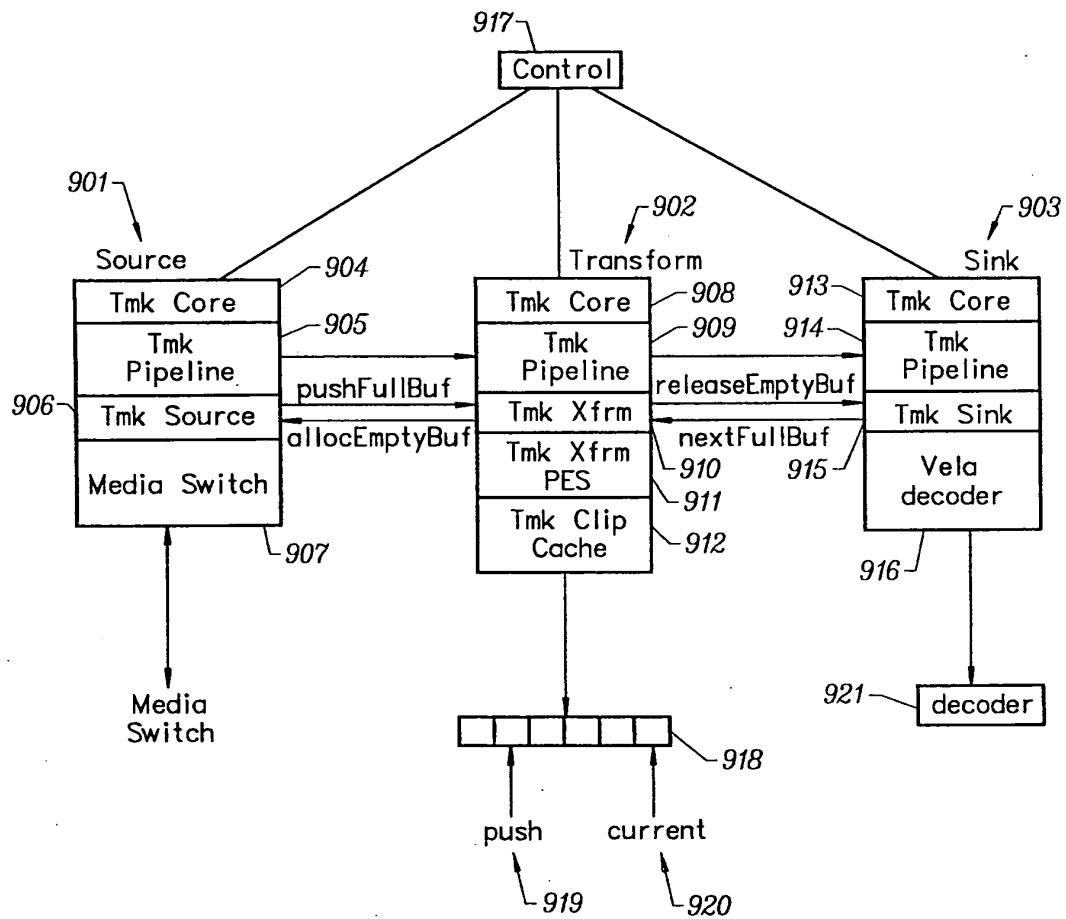 917
Control
901
902
903
Source
Transform
Sink
904
908
913
Tmk Core
Tmk Core
Tmk Core
905
909
914
Tmk
Pipeline
Tmk
Pipeline
Tmk
Pipeline
pushFullBuf
releaseEmptyBuf
906
Tmk Source
Tmk Xfrm
Tmk Sink
allocEmptyBuf
nextFullBuf
910
915
Media Switch
Tmk Xfrm
PES
Vela
decoder
911
Tmk Clip
Cache
912
907
916
Media
Switch
921
decoder
918
push
current
919
920